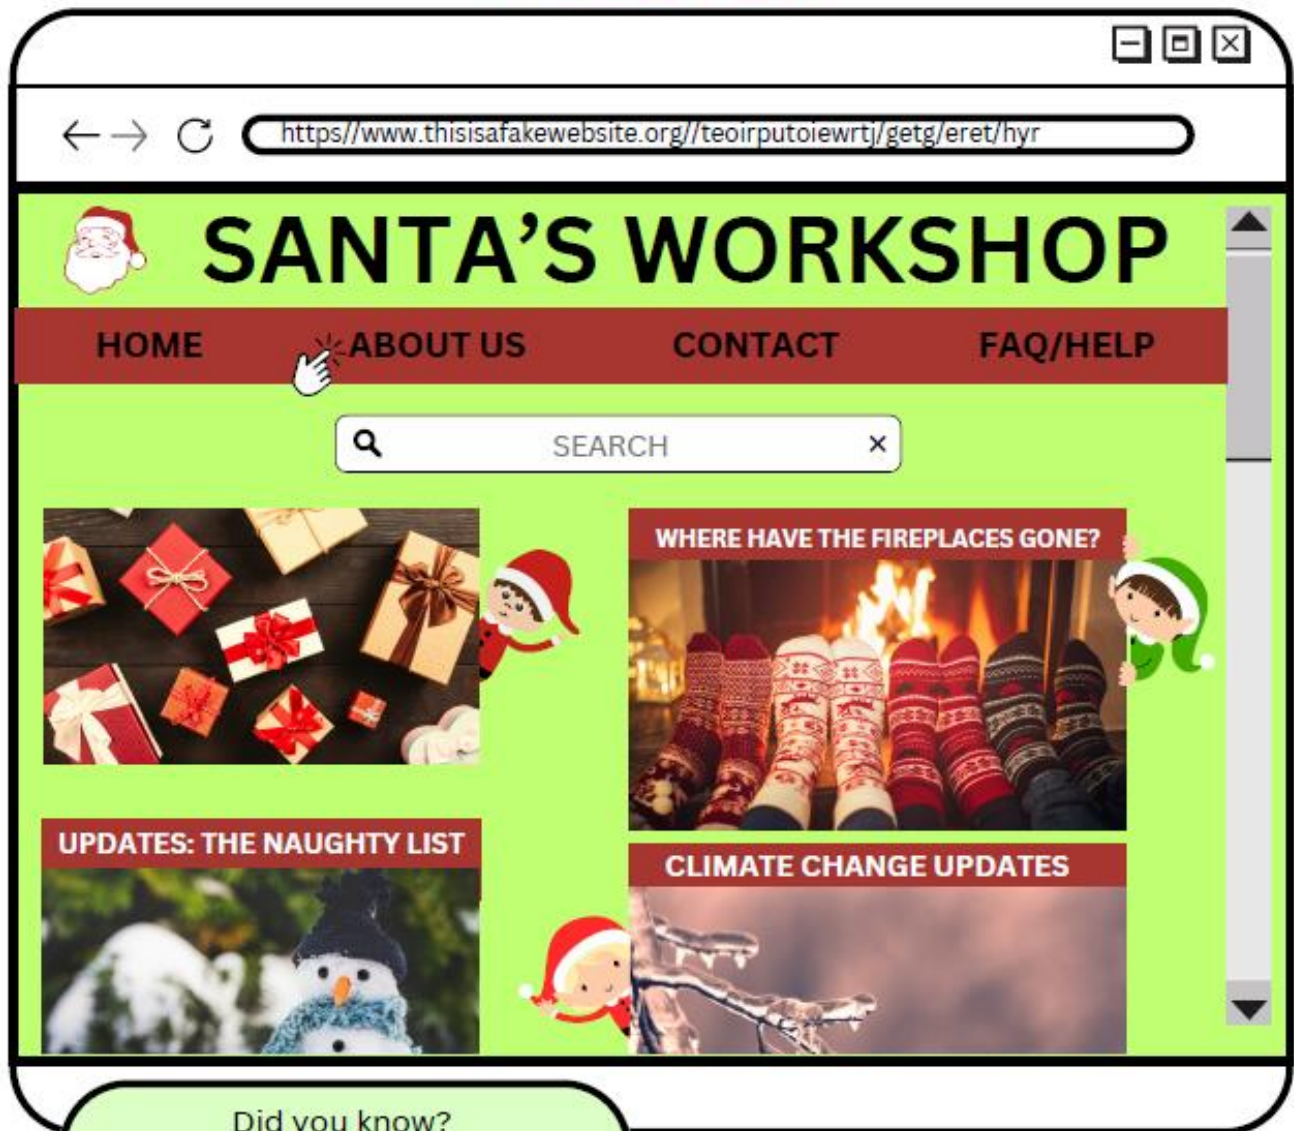 https//www.thisisafakewebsite.org//teoirputoiewrtj/getg/eret/hyr
SANTA'S WORKSHOP
HOME ABOUT US CONTACT FAQ/HELP
SEARCH
WHERE HAVE THE FIREPLACES GONE?
UPDATES: THE NAUGHTY LIST
CLIMATE CHANGE UPDATES
Did you know?